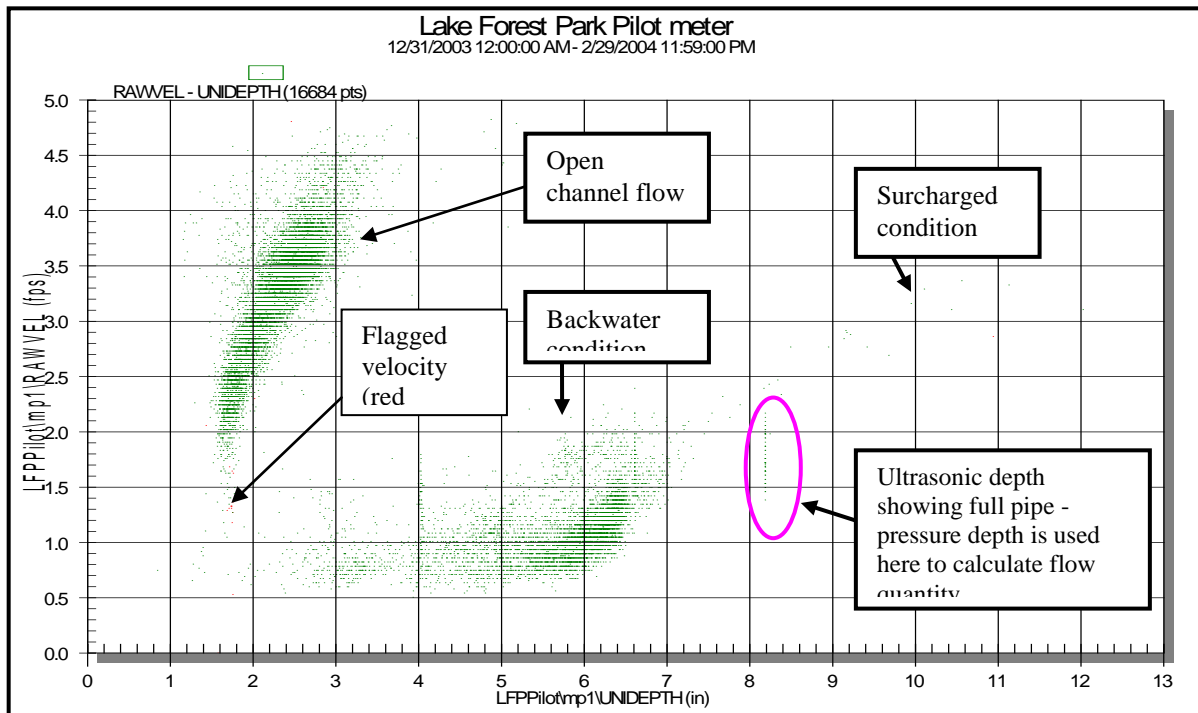 Lake Forest Park Pilot meter
12/31/2003 12:00:00 AM - 2/29/2004 11:59:00 PM
RAWVEL - UNIDEPTH (16684 pts)
5.0
4.5
4.0
3.5
3.0
2.5
2.0
1.5
1.0
0.5
0.0
LFPPilot\mp1\RAWVEL (fps)
Open
channel flow
Surcharged
condition
Flagged
velocity
(red
Backwater
condition
Ultrasonic depth
showing full pipe -
pressure depth is used
here to calculate flow
quantity
0 1 2 3 4 5 6 7 8 9 10 11 12 13
LFPPilot\mp1\UNIDEPTH (in)